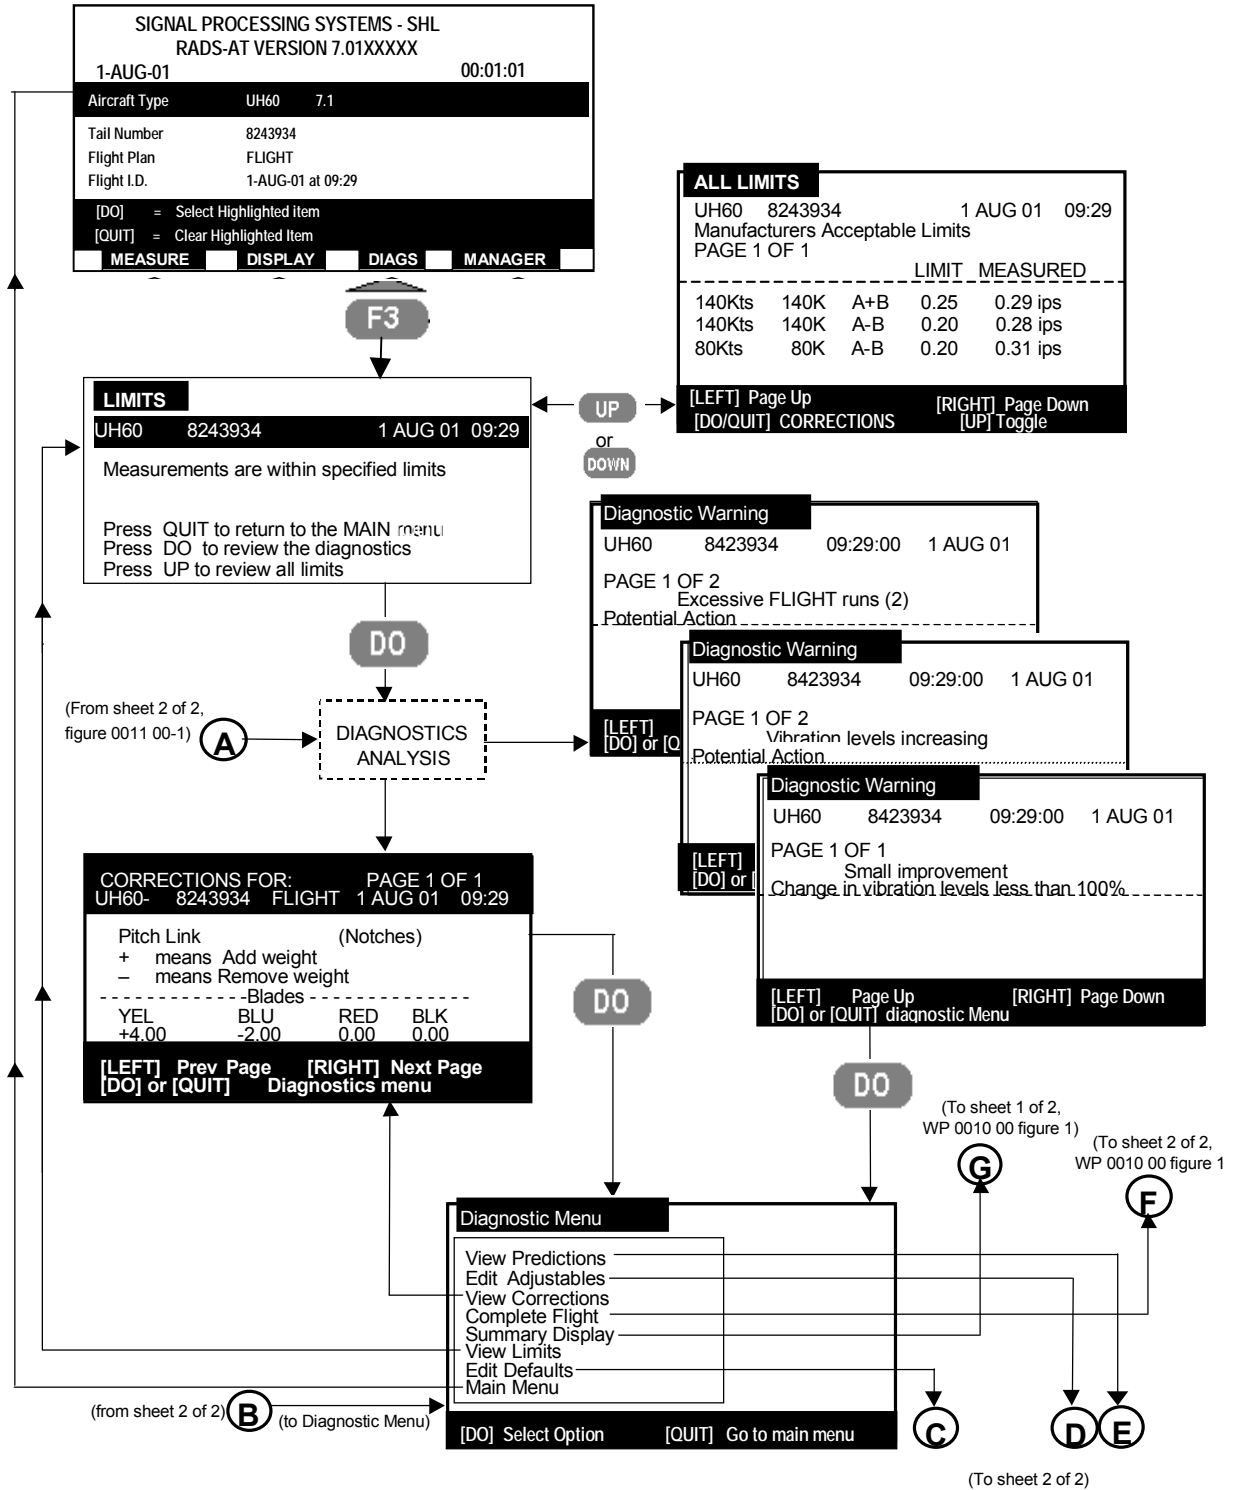 SIGNAL PROCESSING SYSTEMS - SHL
RADS-AT VERSION 7.01XXXXX
1-AUG-01 00:01:01
Aircraft Type UH60 7.1
Tail Number 8243934
Flight Plan FLIGHT
Flight I.D. 1-AUG-01 at 09:29
[DO] = Select Highlighted item
[QUIT] = Clear Highlighted Item
MEASURE DISPLAY DIAGS MANAGER
F3
ALL LIMITS
UH60 8243934 1 AUG 01 09:29
Manufacturers Acceptable Limits
PAGE 1 OF 1
LIMIT MEASURED
140Kts 140K A+B 0.25 0.29 ips
140Kts 140K A-B 0.20 0.28 ips
80Kts 80K A-B 0.20 0.31 ips
[LEFT] Page Up [RIGHT] Page Down
[DO/QUIT] CORRECTIONS [UP] Toggle
UP
or
DOWN
LIMITS
UH60 8243934 1 AUG 01 09:29
Measurements are within specified limits
Press QUIT to return to the MAIN menu
Press DO to review the diagnostics
Press UP to review all limits
DO
Diagnostic Warning
UH60 8423934 09:29:00 1 AUG 01
PAGE 1 OF 2
Excessive FLIGHT runs (2)
Potential Action
[LEFT]
[DO] or [Q
Diagnostic Warning
UH60 8423934 09:29:00 1 AUG 01
PAGE 1 OF 2
Vibration levels increasing
Potential Action
[LEFT]
[DO] or [
Diagnostic Warning
UH60 8423934 09:29:00 1 AUG 01
PAGE 1 OF 1
Small improvement
Change in vibration levels less than 100%
[LEFT] Page Up [RIGHT] Page Down
[DO] or [QUIT] diagnostic Menu
(From sheet 2 of 2,
figure 0011 00-1)
A
DIAGNOSTICS
ANALYSIS
CORRECTIONS FOR: PAGE 1 OF 1
UH60- 8243934 FLIGHT 1 AUG 01 09:29
Pitch Link (Notches)
+ means Add weight
– means Remove weight
Blades
YEL BLU RED BLK
+4.00 -2.00 0.00 0.00
[LEFT] Prev Page [RIGHT] Next Page
[DO] or [QUIT] Diagnostics menu
DO
DO
(To sheet 1 of 2,
WP 0010 00 figure 1)
G
(To sheet 2 of 2,
WP 0010 00 figure 1
F
Diagnostic Menu
View Predictions
Edit Adjustables
View Corrections
Complete Flight
Summary Display
View Limits
Edit Defaults
Main Menu
[DO] Select Option [QUIT] Go to main menu
(from sheet 2 of 2)
B
(to Diagnostic Menu)
C
D
E
(To sheet 2 of 2)